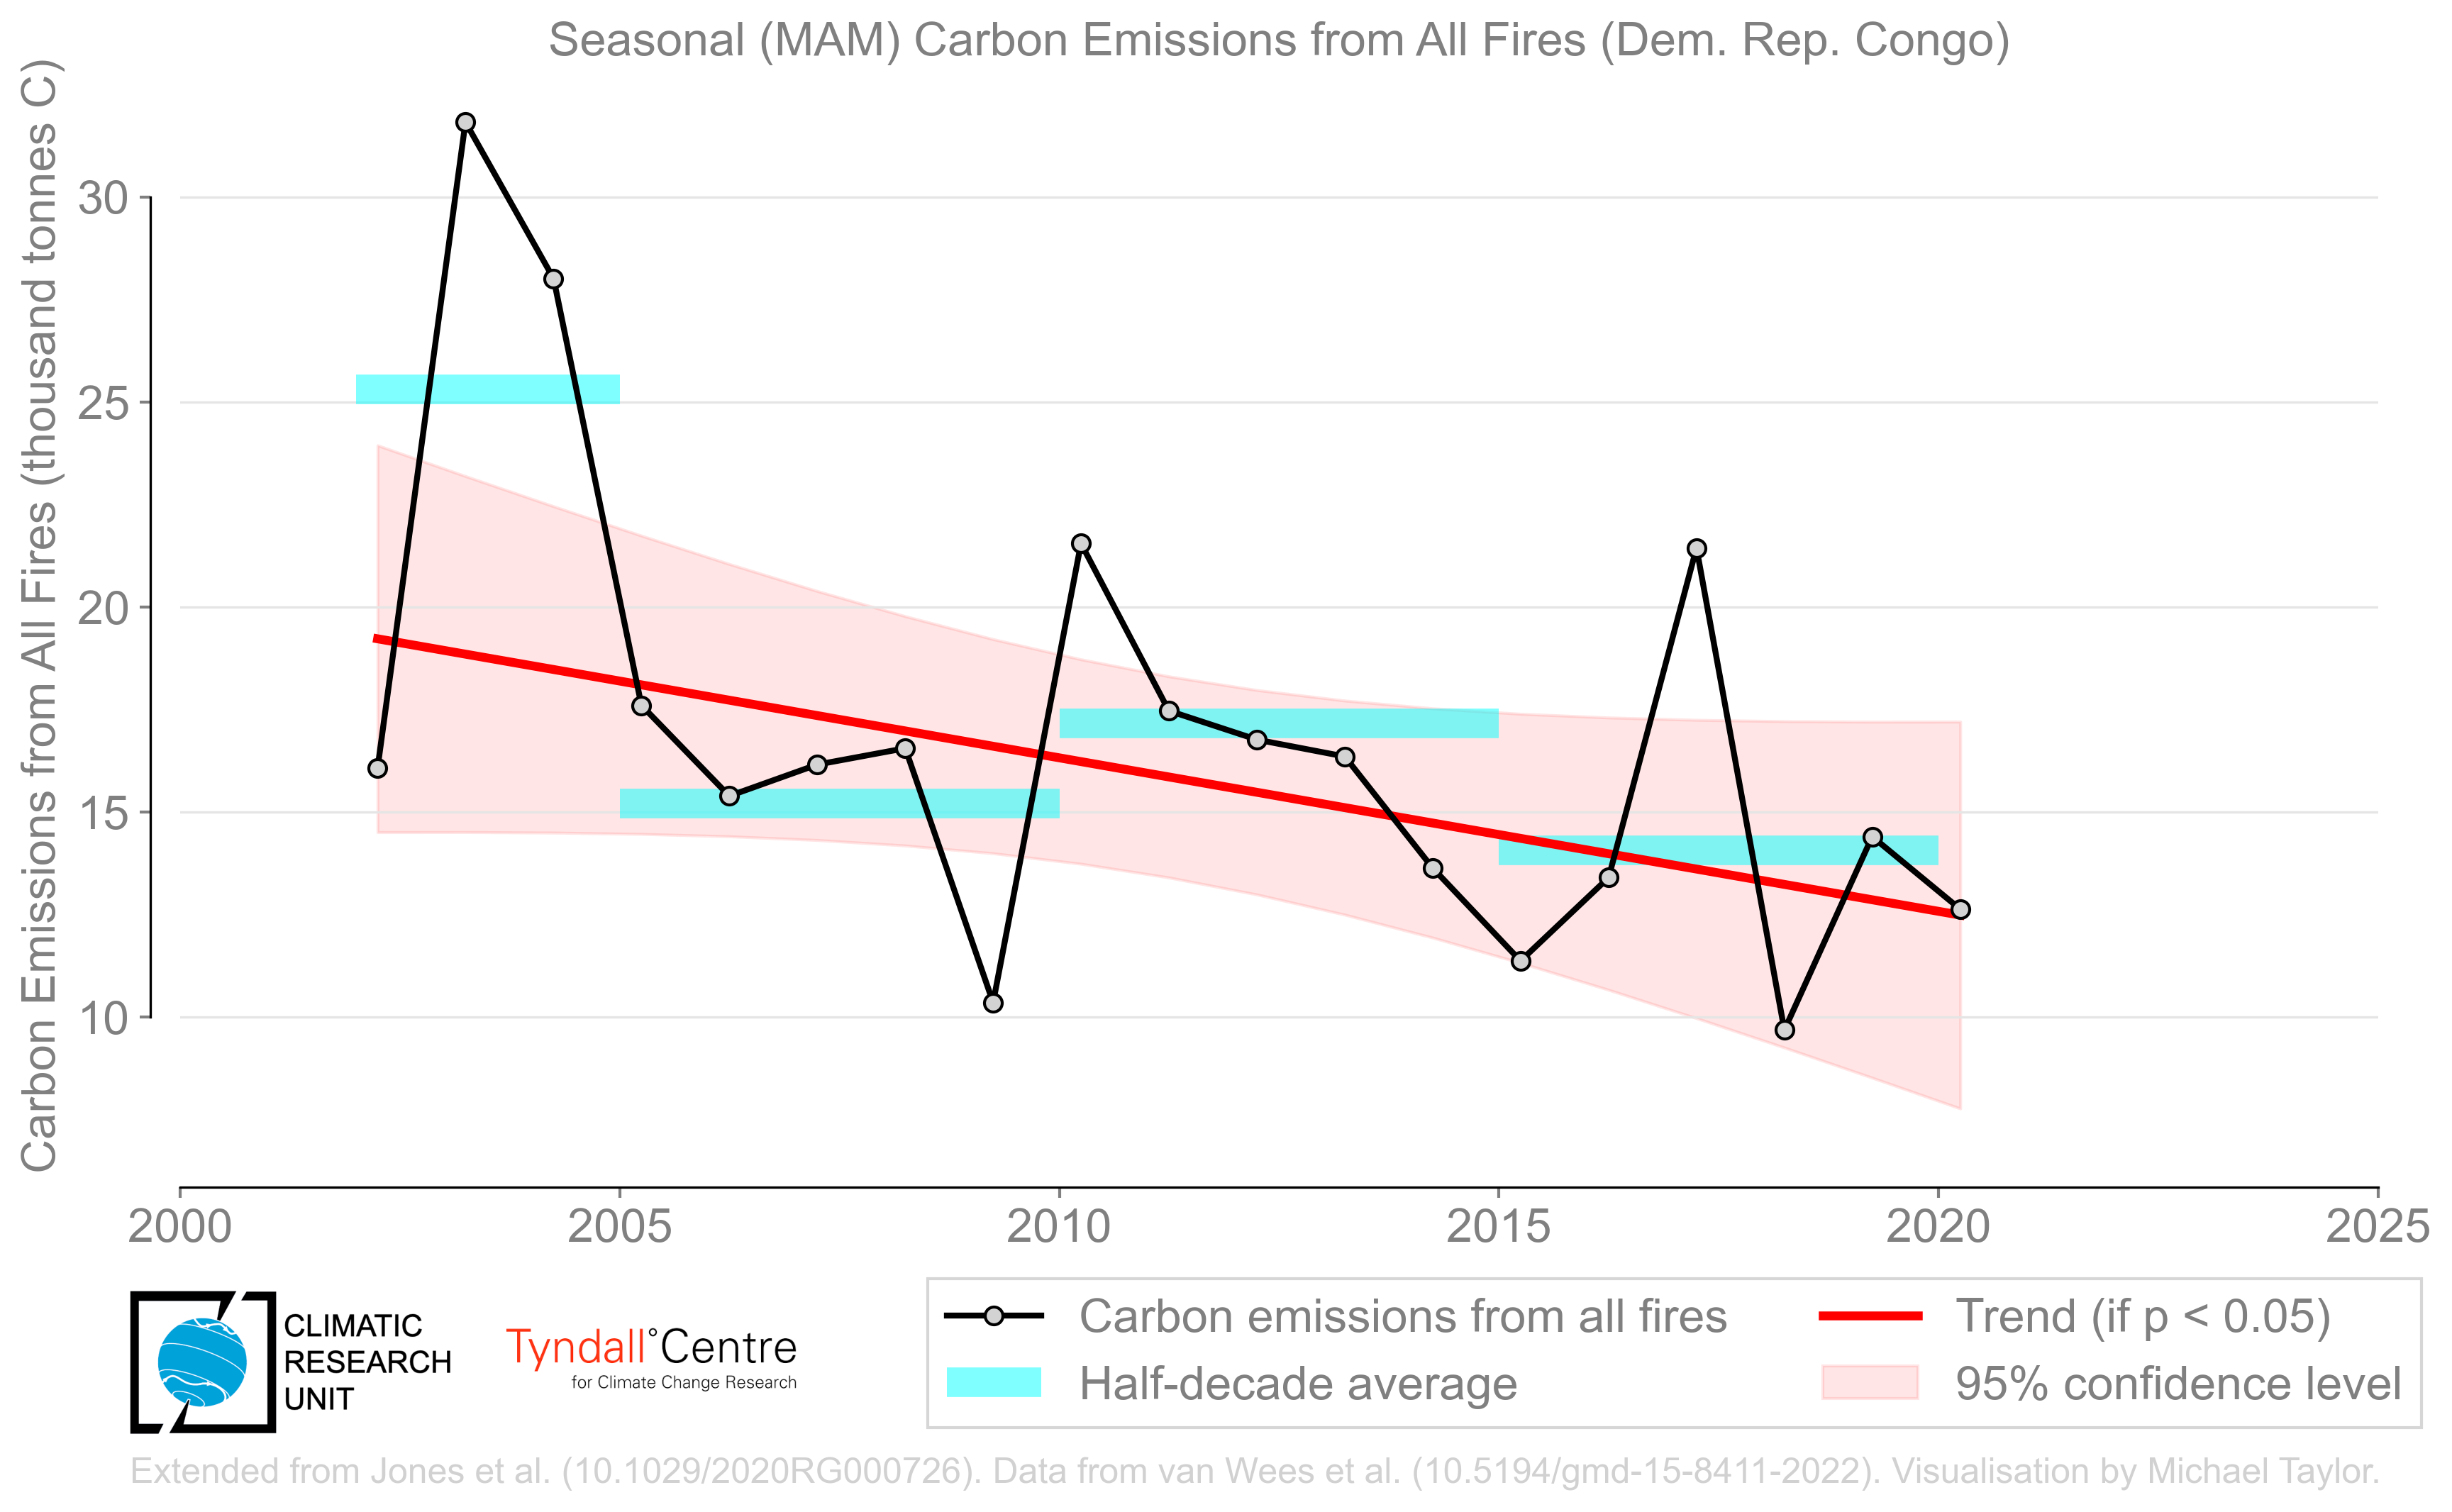 Seasonal (MAM) Carbon Emissions from All Fires (Dem. Rep. Congo)
Carbon Emissions from All Fires (thousand tonnes C)
30
25
20
15
10
2000 2005 2010 2015 2020 2025
CLIMATIC
RESEARCH
UNIT
Tyndall°Centre
for Climate Change Research
Carbon emissions from all fires
Half-decade average
Trend (if p < 0.05)
95% confidence level
Extended from Jones et al. (10.1029/2020RG000726). Data from van Wees et al. (10.5194/gmd-15-8411-2022). Visualisation by Michael Taylor.